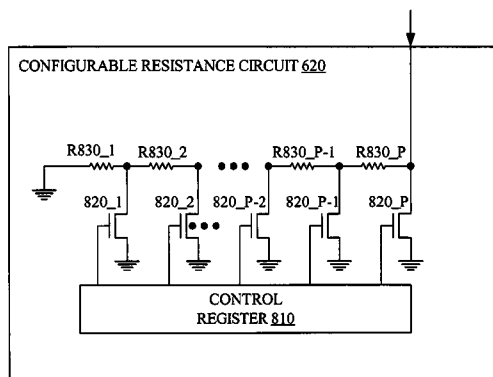 CONFIGURABLE RESISTANCE CIRCUIT 620
R830_1 R830_2 R830_P-1 R830_P
820_1 820_2 820_P-2 820_P-1 820_P
CONTROL
REGISTER 810